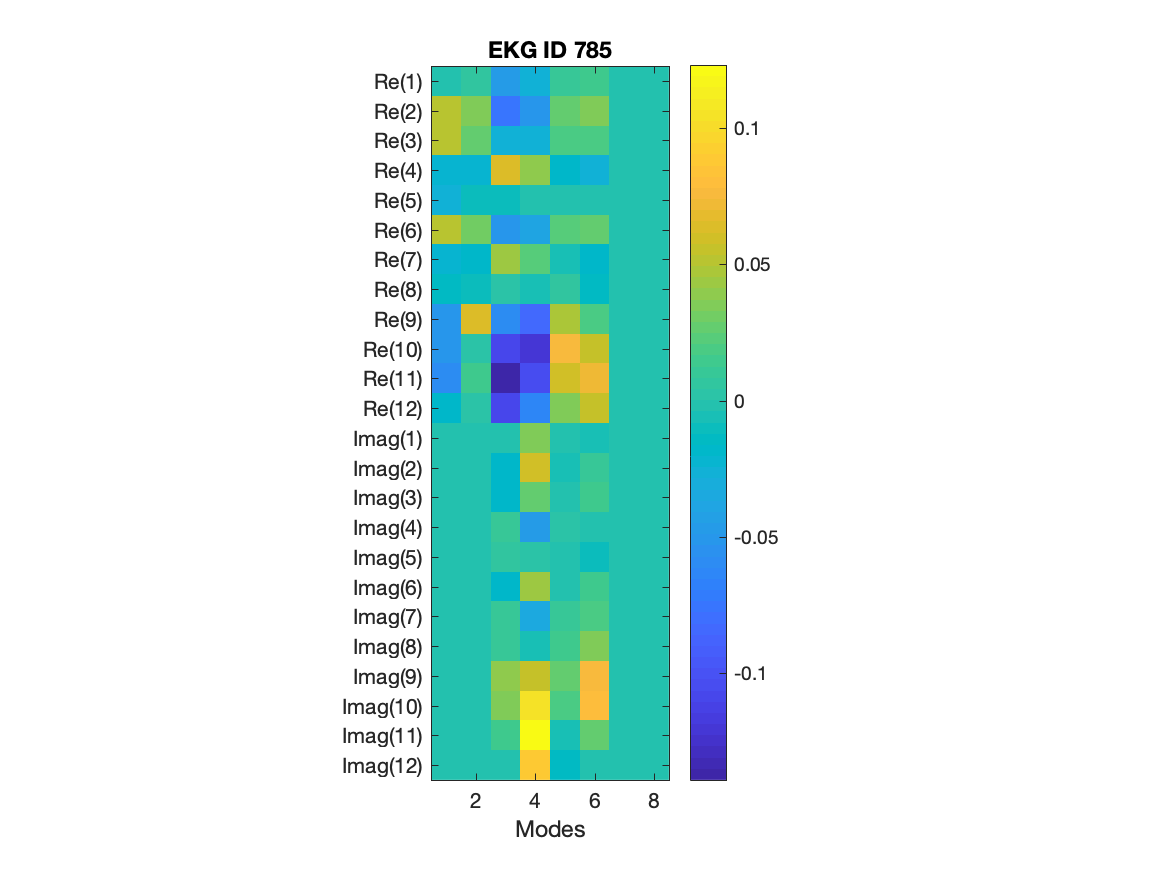 EKG ID 785
Re(1)
Re(2)
Re(3)
Re(4)
Re(5)
Re(6)
Re(7)
Re(8)
Re(9)
Re(10)
Re(11)
Re(12)
Imag(1)
Imag(2)
Imag(3)
Imag(4)
Imag(5)
Imag(6)
Imag(7)
Imag(8)
Imag(9)
Imag(10)
Imag(11)
Imag(12)
2 4 6 8
Modes
0.1
0.05
0
-0.05
-0.1